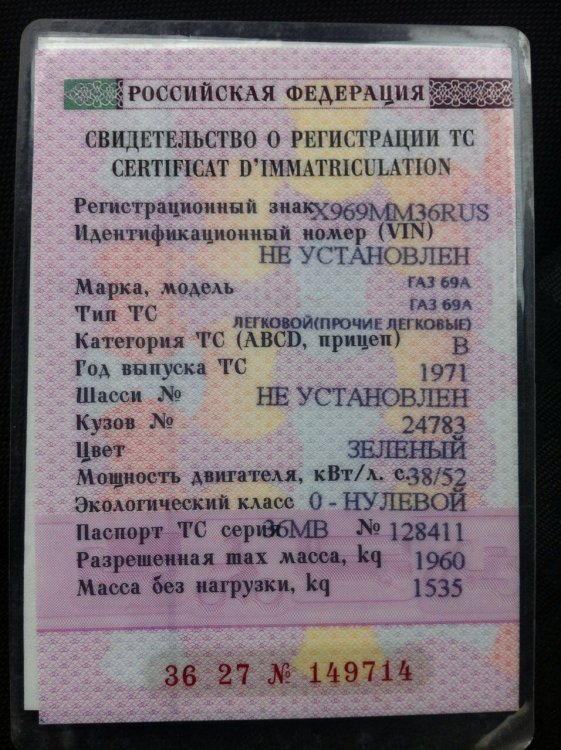 РОССИЙСКАЯ ФЕДЕРАЦИЯ
СВИДЕТЕЛЬСТВО О РЕГИСТРАЦИИ ТС
CERTIFICAT D'IMMATRICULATION
Регистрационный знак Х969ММ36RUS
Идентификационный номер (VIN)
НЕ УСТАНОВЛЕН
Марка, модель ГАЗ 69А
ГАЗ 69А
Тип ТС ЛЕГКОВОЙ(ПРОЧИЕ ЛЕГКОВЫЕ)
Категория ТС (ABCD, прицеп) B
Год выпуска ТС 1971
Шасси № НЕ УСТАНОВЛЕН
Кузов № 24783
Цвет ЗЕЛЕНЫЙ
Мощность двигателя, кВт/л. с. 38/52
Экологический класс 0 - НУЛЕВОЙ
Паспорт ТС серия 36МВ № 128411
Разрешенная max масса, kg 1960
Масса без нагрузки, kg 1535
36 27 № 149714